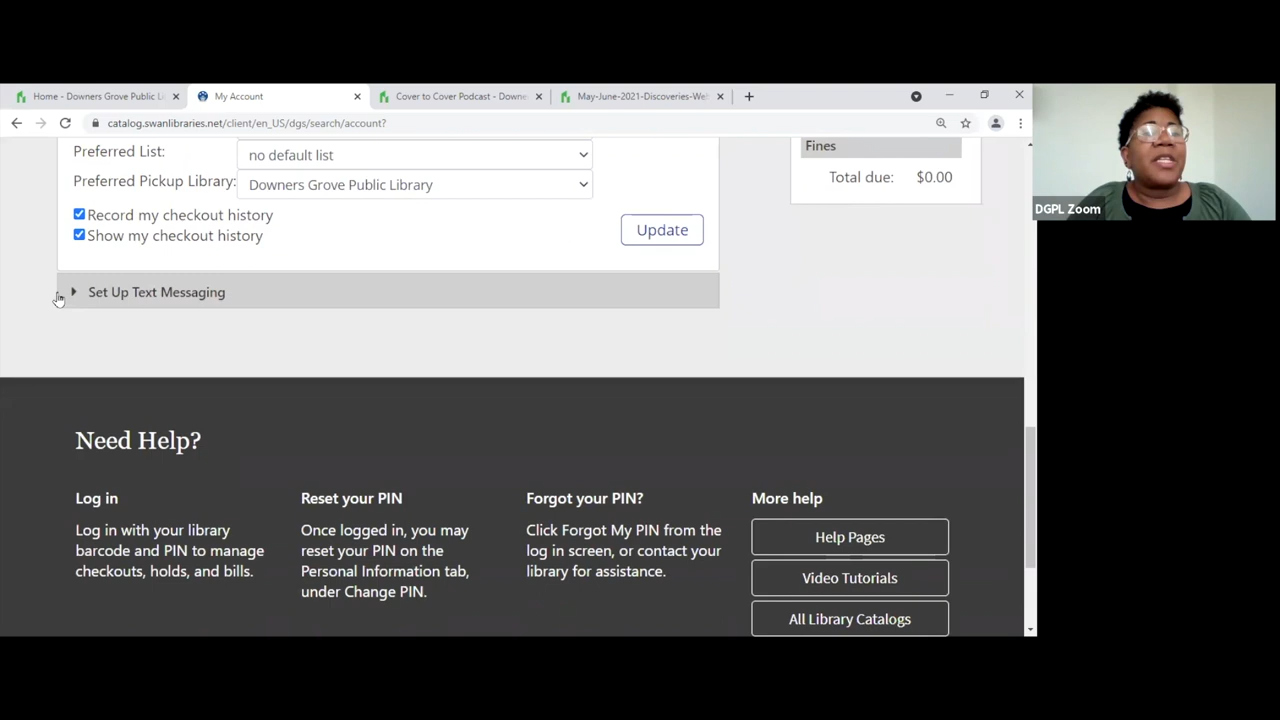 Home - Downers Grove Public Li
My Account
Cover to Cover Podcast - Downe
May-June-2021-Discoveries-Web
catalog.swanlibraries.net/client/en_US/dgs/search/account?
Preferred List:
no default list
Preferred Pickup Library:
Downers Grove Public Library
Record my checkout history
Show my checkout history
Update
Fines
Total due: $0.00
DGPL Zoom
Set Up Text Messaging
Need Help?
Log in
Log in with your library
barcode and PIN to manage
checkouts, holds, and bills.
Reset your PIN
Once logged in, you may
reset your PIN on the
Personal Information tab,
under Change PIN.
Forgot your PIN?
Click Forgot My PIN from the
log in screen, or contact your
library for assistance.
More help
Help Pages
Video Tutorials
All Library Catalogs